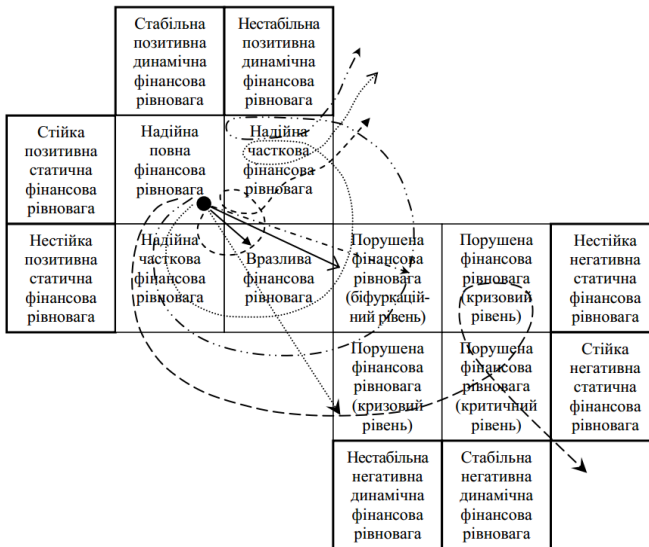 Стабільна
позитивна
динамічна
фінансова
рівновага
Нестабільна
позитивна
динамічна
фінансова
рівновага
Стійка
позитивна
статична
фінансова
рівновага
Надійна
повна
фінансова
рівновага
Надійна
часткова
фінансова
рівновага
Нестійка
позитивна
статична
фінансова
рівновага
Надійна
часткова
фінансова
рівновага
Вразлива
фінансова
рівновага
Порушена
фінансова
рівновага
(біфуркацій-
ний рівень)
Порушена
фінансова
рівновага
(кризовий
рівень)
Нестійка
негативна
статична
фінансова
рівновага
Порушена
фінансова
рівновага
(кризовий
рівень)
Порушена
фінансова
рівновага
(критичний
рівень)
Стійка
негативна
статична
фінансова
рівновага
Нестабільна
негативна
динамічна
фінансова
рівновага
Стабільна
негативна
динамічна
фінансова
рівновага